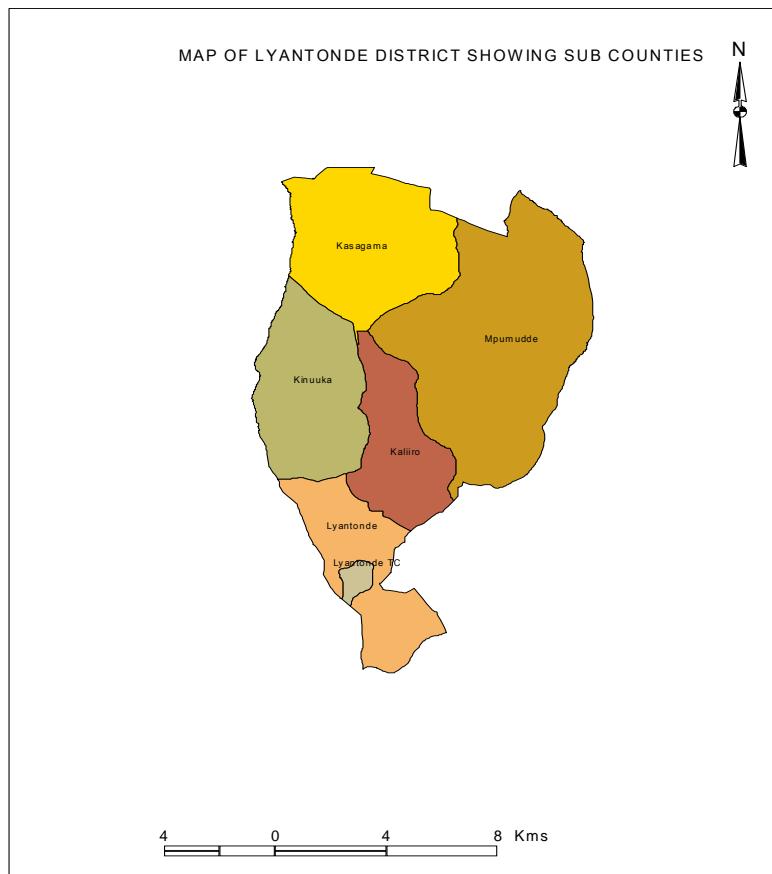 MAP OF LYANTONDE DISTRICT SHOWING SUB COUNTIES
N
Kasagama
Mpumudde
Kinuuka
Kaliiro
Lyantonde
Lyantonde TC
4 0 4 8 Kms